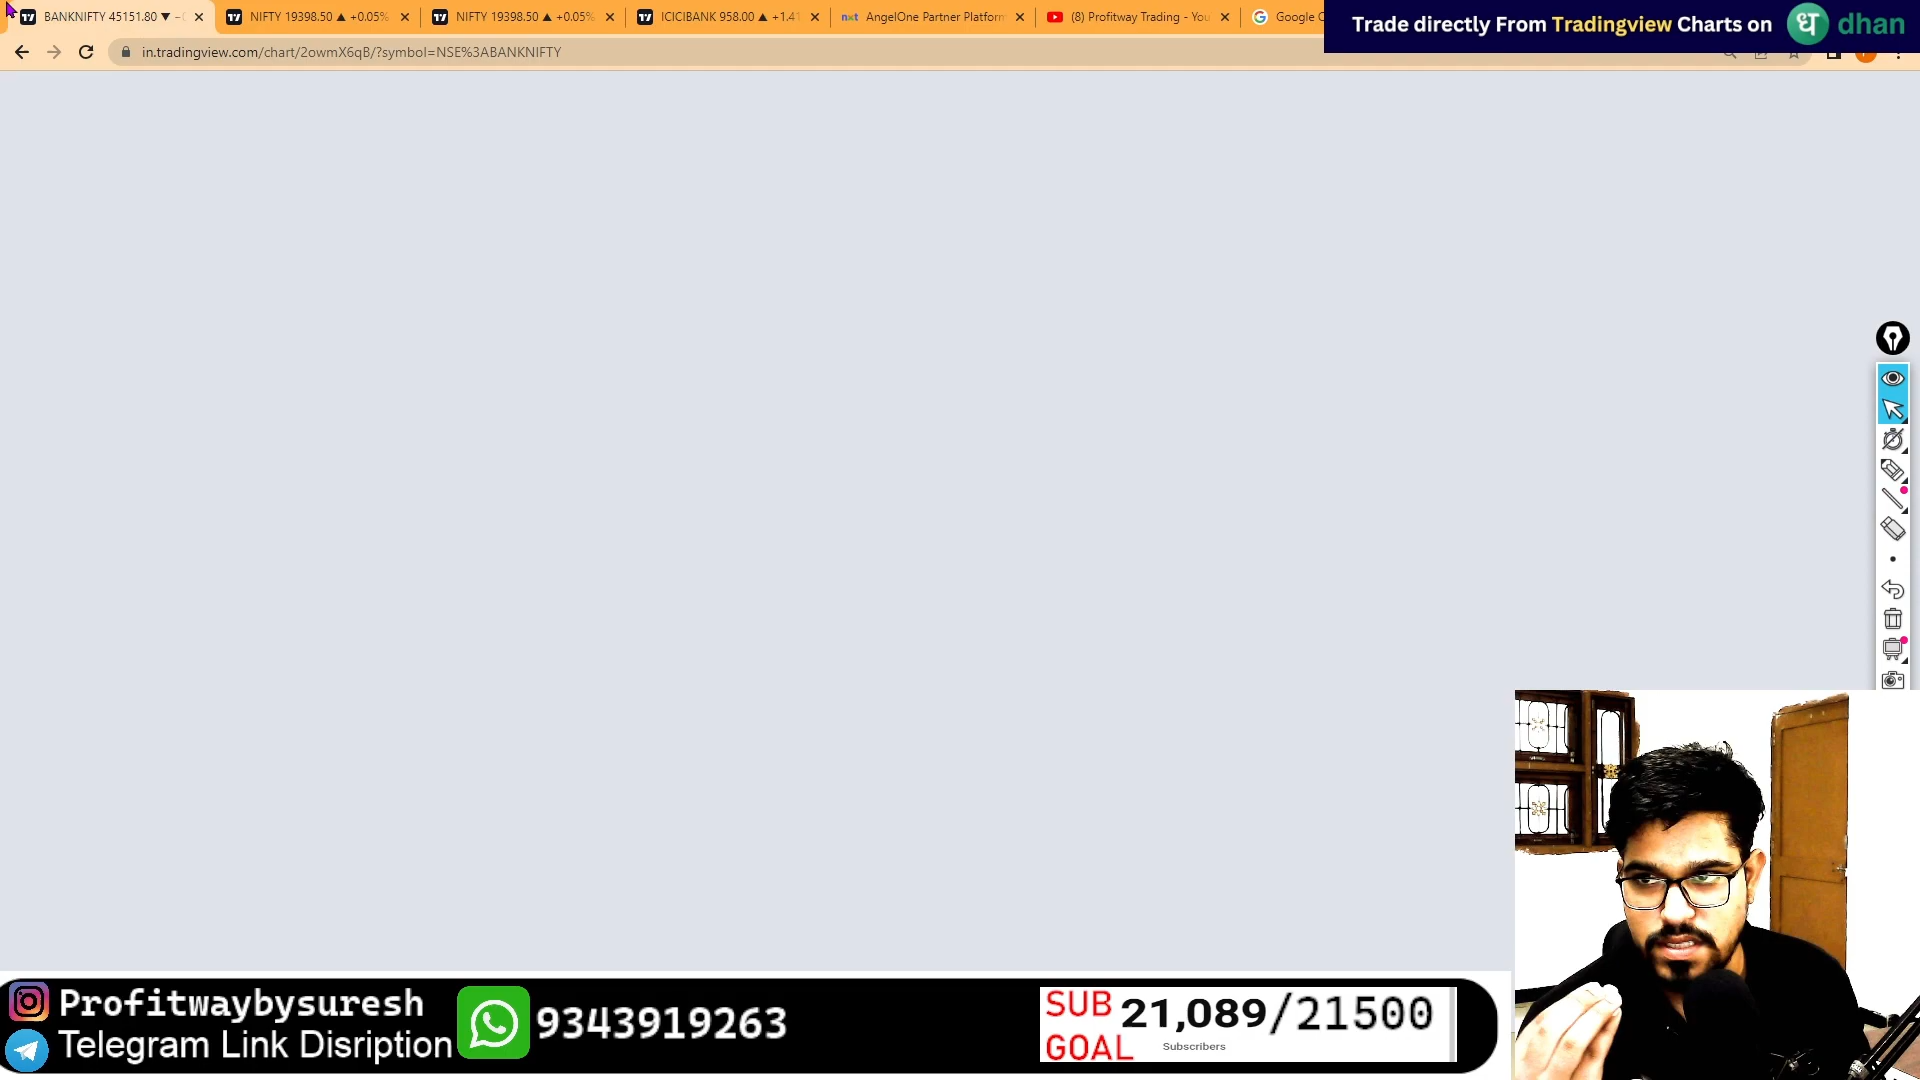 BANKNIFTY 45151.80 ▼ −
NIFTY 19398.50 ▲ +0.05%
NIFTY 19398.50 ▲ +0.05%
ICICIBANK 958.00 ▲ +1.41
nxt AngelOne Partner Platform
(8) Profitway Trading - You
Google
Trade directly From Tradingview Charts on ध dhan
in.tradingview.com/chart/2owmX6qB/?symbol=NSE%3ABANKNIFTY
Profitwaybysuresh
Telegram Link Disription
9343919263
SUB GOAL
21,089/21500
Subscribers